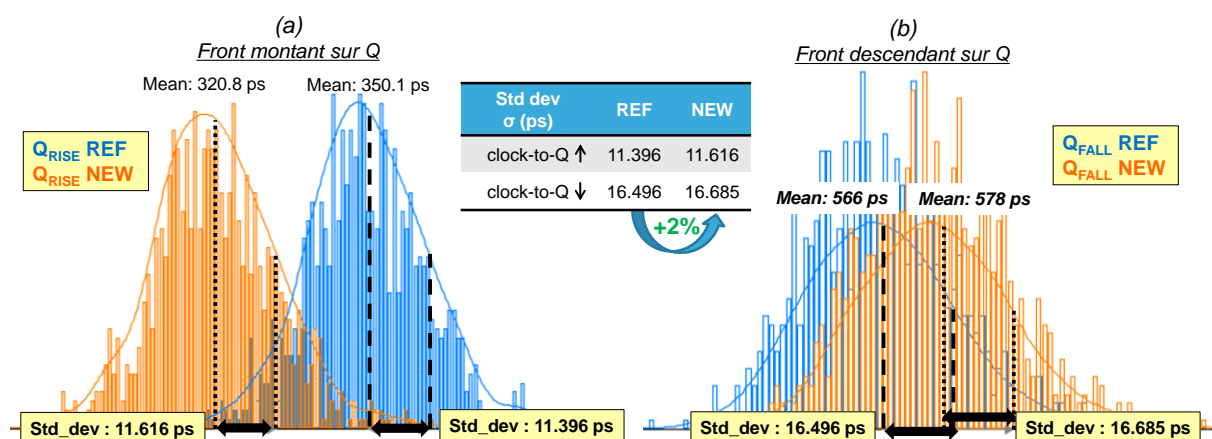 (a)
Front montant sur Q
Mean: 320.8 ps
Mean: 350.1 ps
Q_RISE REF
Q_RISE NEW
Std_dev : 11.616 ps
Std_dev : 11.396 ps
Std dev σ (ps) REF NEW
clock-to-Q ↑ 11.396 11.616
clock-to-Q ↓ 16.496 16.685
+2%
(b)
Front descendant sur Q
Q_FALL REF
Q_FALL NEW
Mean: 566 ps
Mean: 578 ps
Std_dev : 16.496 ps
Std_dev : 16.685 ps